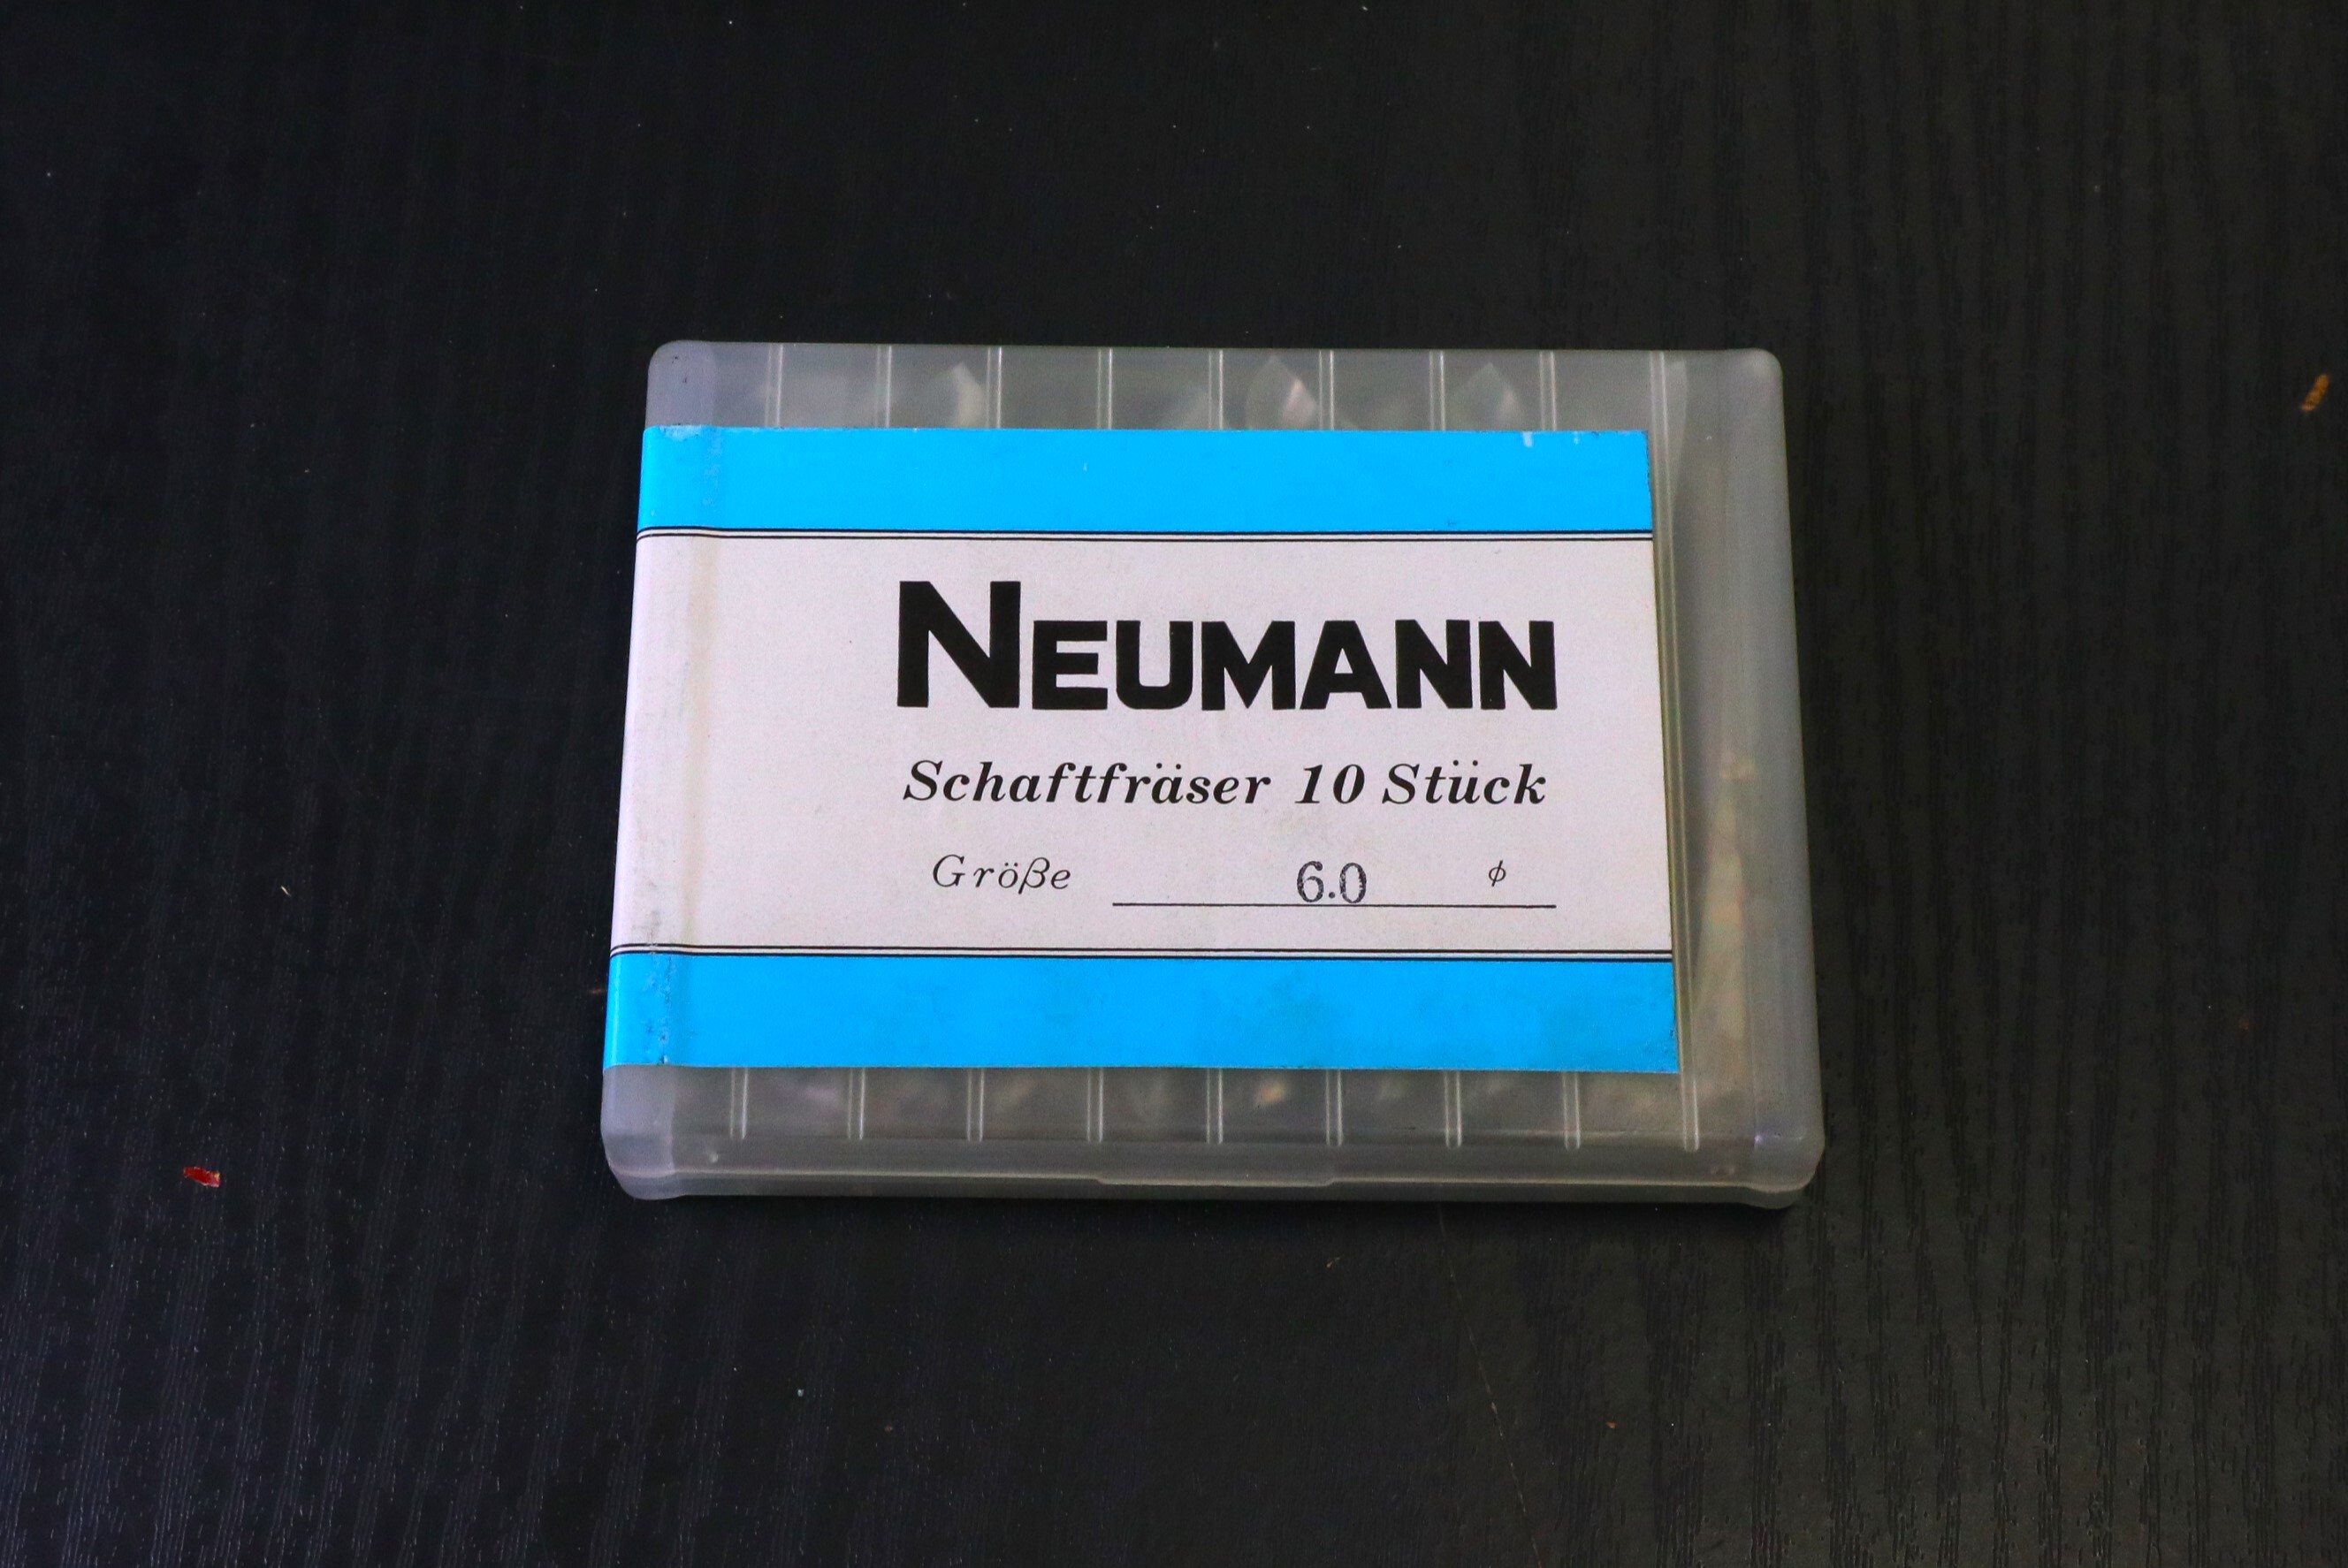 NEUMANN
Schaftfräser 10 Stück
Größe 6.0 ϕ